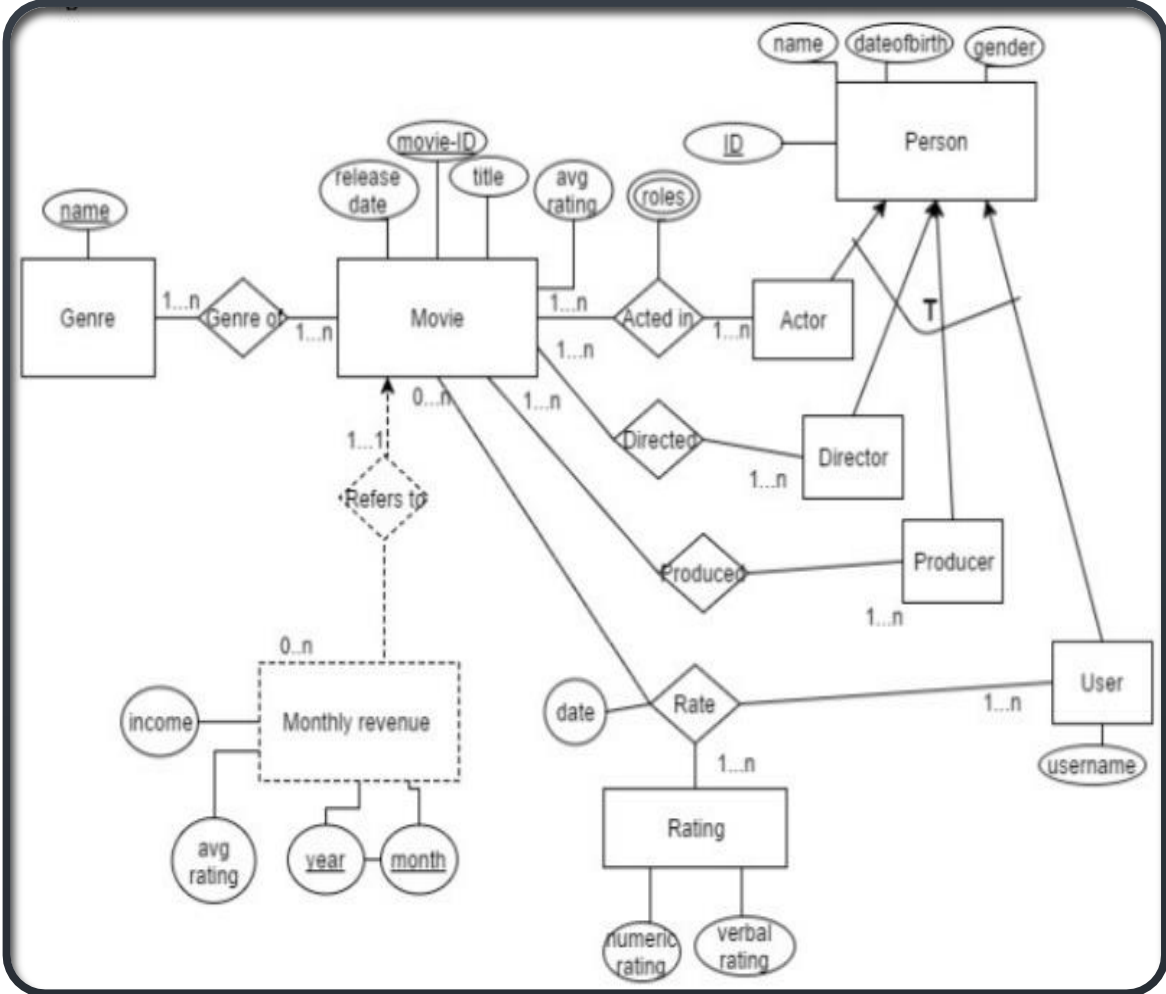 name
dateofbirth
gender
ID
Person
movie-ID
release
date
title
avg
rating
roles
name
Genre
1...n
Genre of
1...n
Movie
1...n
Acted in
1...n
Actor
T
1...n
Directed
1...n
Director
0...n
1...n
Produced
1...n
Producer
1...1
Refers to
0..n
Monthly revenue
income
avg
rating
year
month
date
Rate
1...n
User
username
1...n
Rating
numeric
rating
verbal
rating